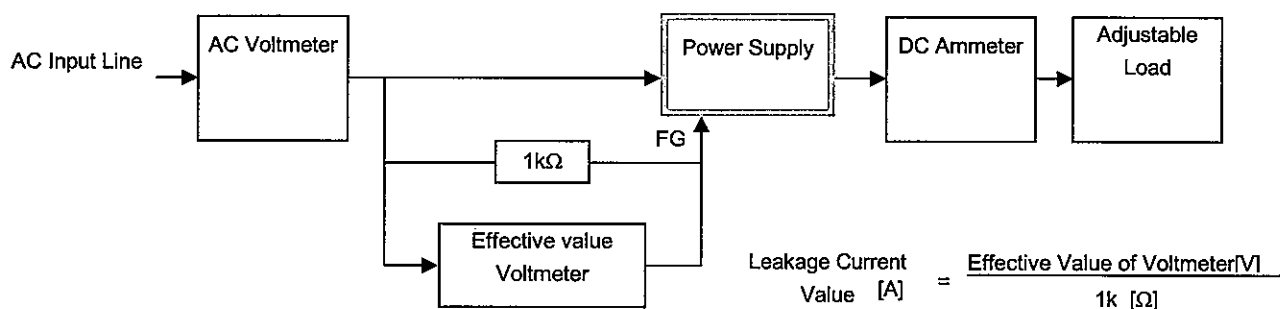 AC Input Line
AC Voltmeter
Power Supply
DC Ammeter
Adjustable
Load
FG
1kΩ
Effective value
Voltmeter
Leakage Current
Value [A]
=
Effective Value of Voltmeter[V]
1k [Ω]